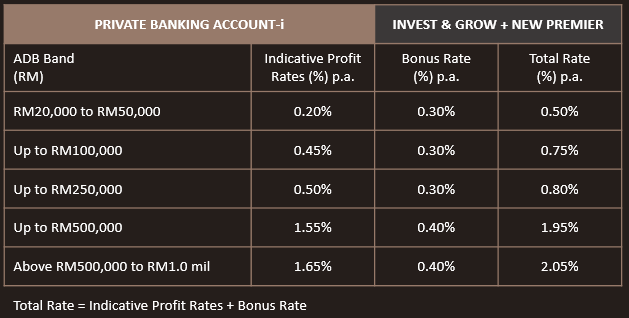 PRIVATE BANKING ACCOUNT-i INVEST & GROW + NEW PREMIER
ADB Band Indicative Profit Bonus Rate Total Rate
(RM) Rates (%) p.a. (%) p.a. (%) p.a.
RM20,000 to RM50,000 0.20% 0.30% 0.50%
Up to RM100,000 0.45% 0.30% 0.75%
Up to RM250,000 0.50% 0.30% 0.80%
Up to RM500,000 1.55% 0.40% 1.95%
Above RM500,000 to RM1.0 mil 1.65% 0.40% 2.05%
Total Rate = Indicative Profit Rates + Bonus Rate